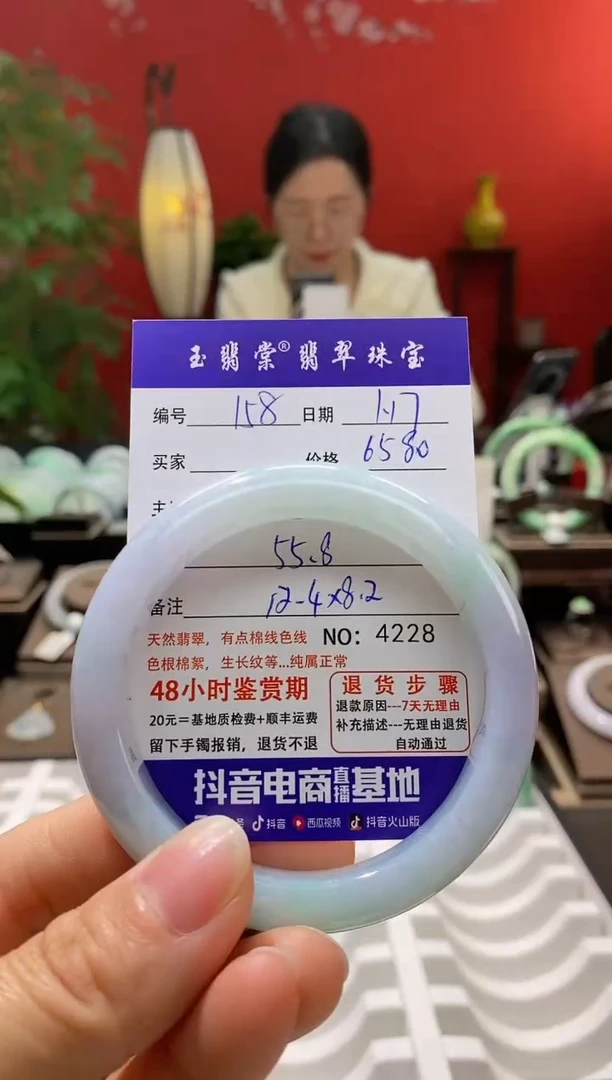 玉翡棠® 翡翠珠宝
编号 158 日期 1.17
买家 价格 6580
主
55.8
备注 12-4x8.2
天然翡翠，有点棉线色线 NO: 4228
色根棉絮，生长纹等...纯属正常
48小时鉴赏期
20元＝基地质检费+顺丰运费
留下手镯报销，退货不退
退货步骤
退款原因---7天无理由
补充描述---无理由退货
自动通过
抖音电商直播基地
号 抖音 西瓜视频 抖音火山版